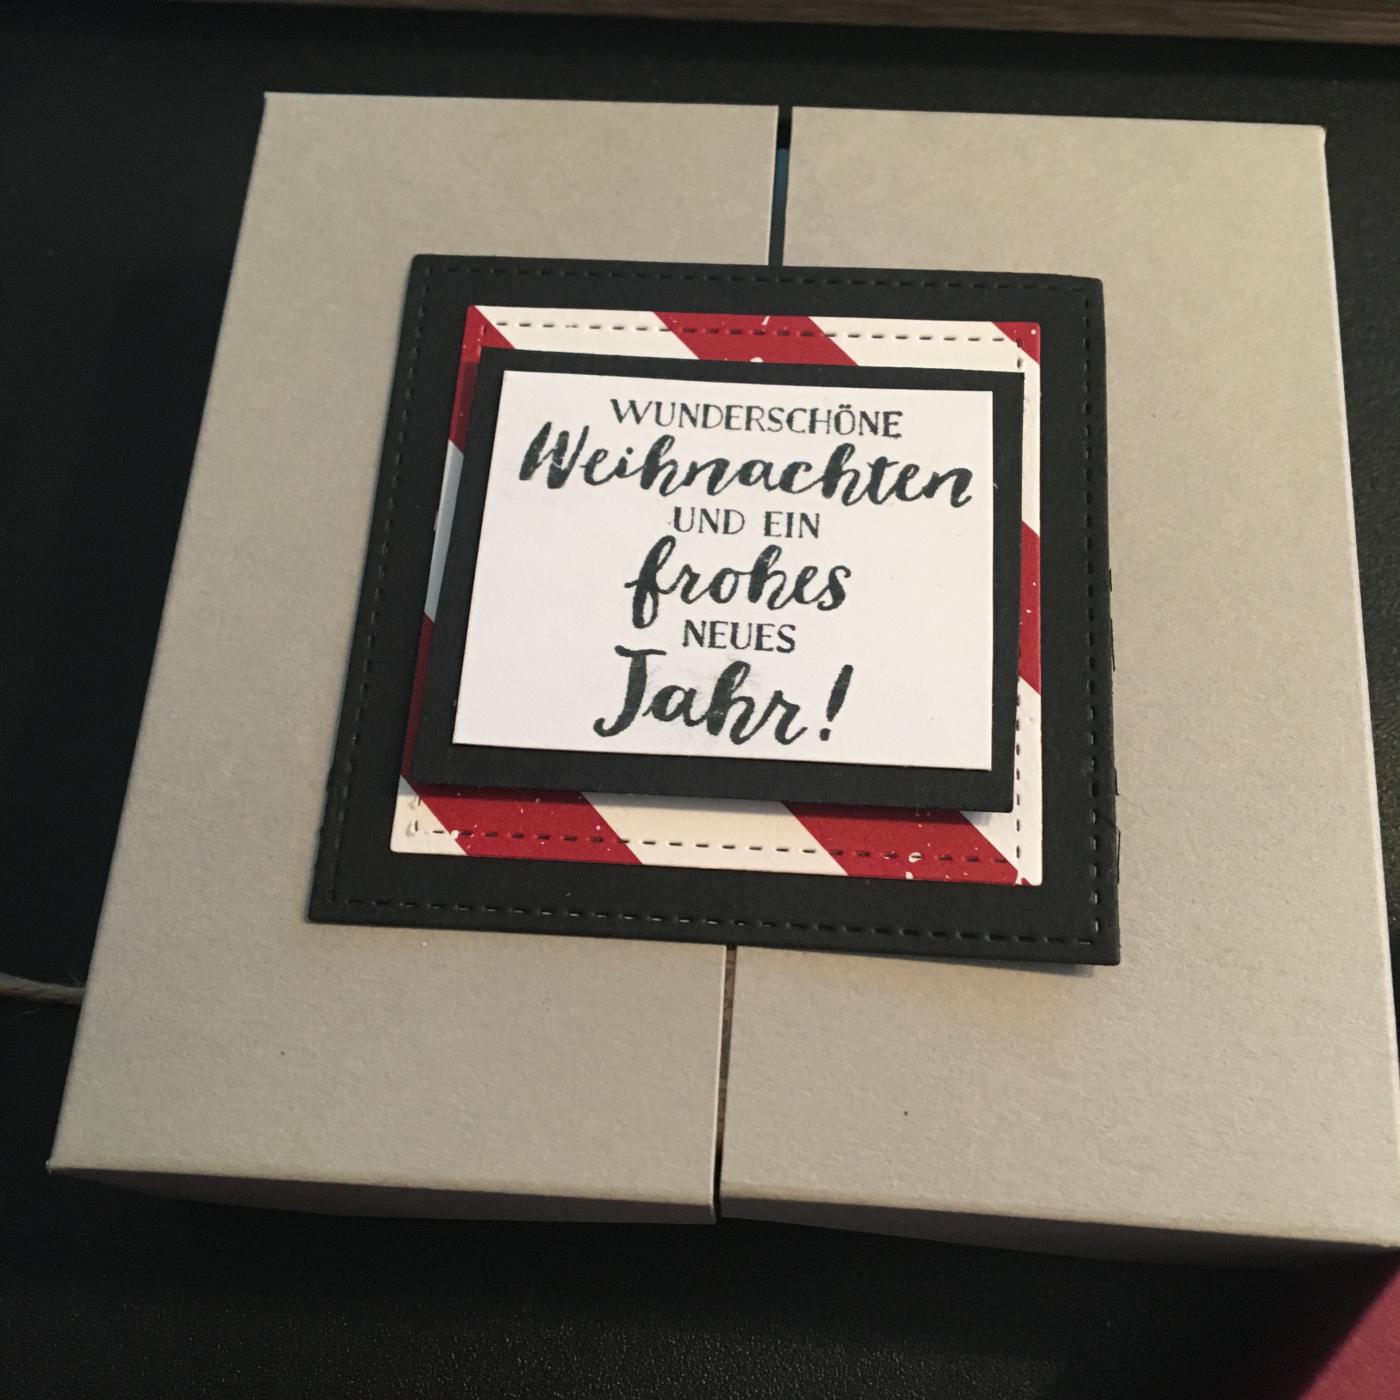 WUNDERSCHÖNE
Weihnachten
UND EIN
frohes
NEUES
Jahr!